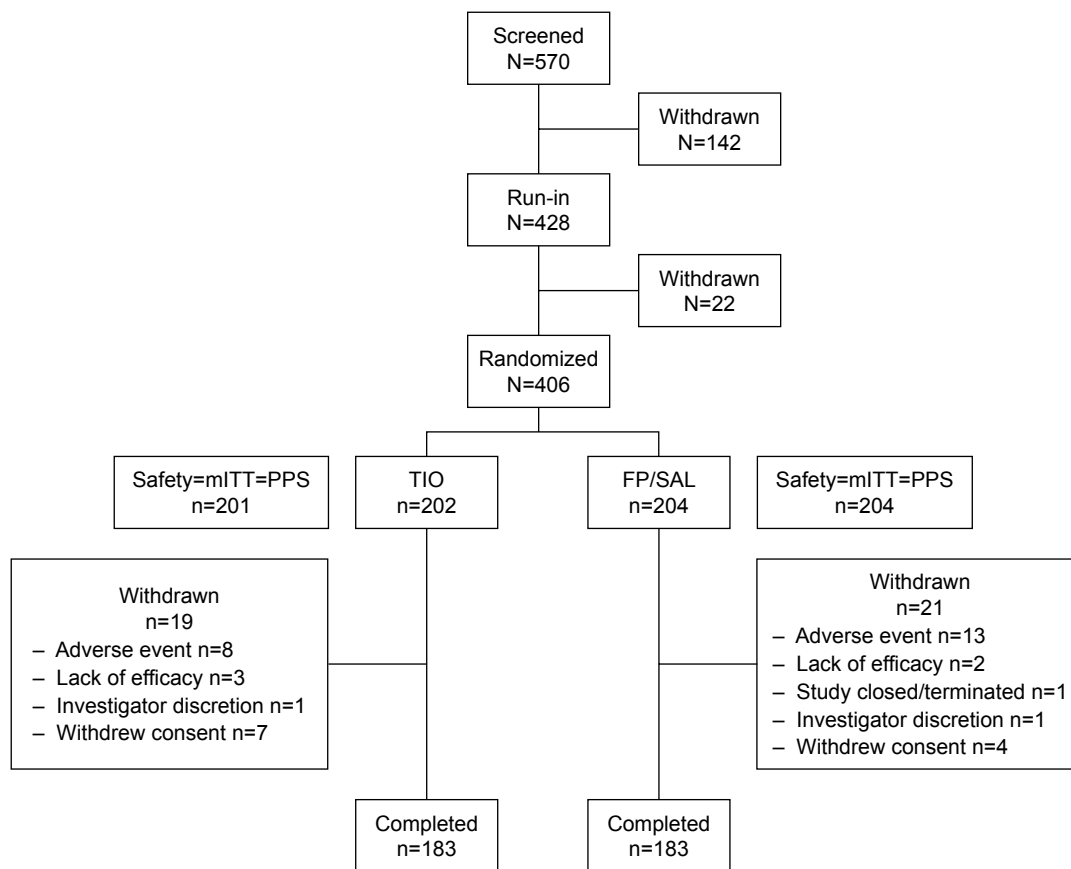 Screened
N=570
Withdrawn
N=142
Run-in
N=428
Withdrawn
N=22
Randomized
N=406
Safety=mITT=PPS
n=201
TIO
n=202
FP/SAL
n=204
Safety=mITT=PPS
n=204
Withdrawn
n=19
– Adverse event n=8
– Lack of efficacy n=3
– Investigator discretion n=1
– Withdrew consent n=7
Withdrawn
n=21
– Adverse event n=13
– Lack of efficacy n=2
– Study closed/terminated n=1
– Investigator discretion n=1
– Withdrew consent n=4
Completed
n=183
Completed
n=183